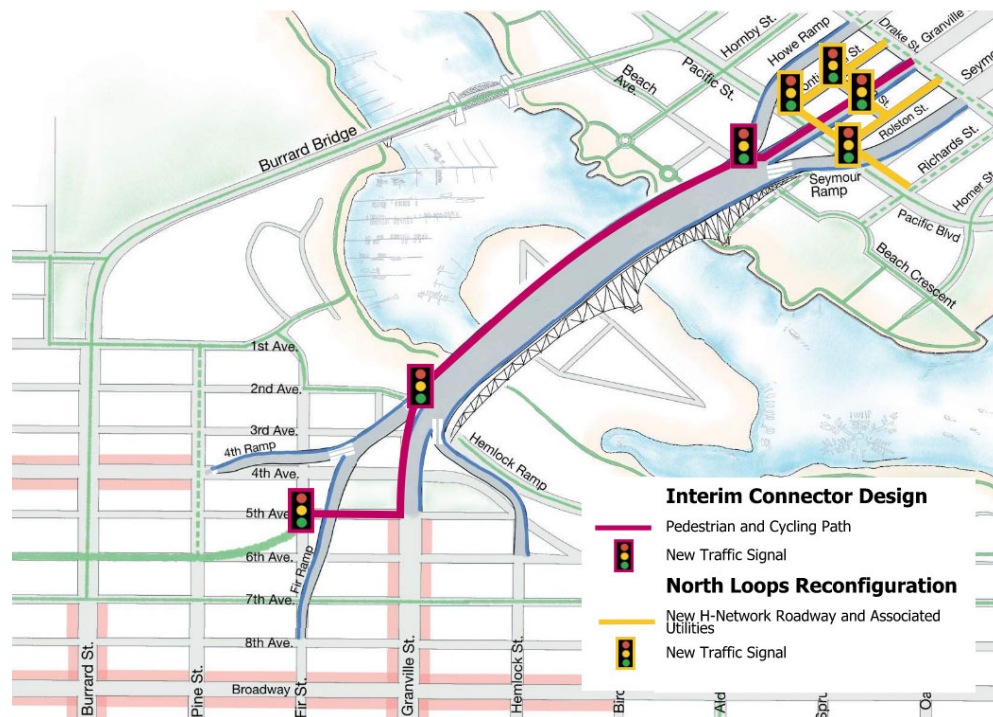 Hornby St.
Howe Ramp
Drake St.
Granville St.
Beach
Ave.
Pacific St.
Rolston St.
Richards St.
Burrard Bridge
Seymour
Ramp
Homer St.
Pacific Blvd
Beach Crescent
1st Ave.
2nd Ave.
3rd Ave.
4th Ramp
4th Ave.
Hemlock Ramp
5th Ave
6th Ave.
Fir Ramp
7th Ave.
8th Ave.
Broadway
Burrard St.
Pine St.
Fir St.
Granville St.
Hemlock St.
Interim Connector Design
Pedestrian and Cycling Path
New Traffic Signal
North Loops Reconfiguration
New H-Network Roadway and Associated
Utilities
New Traffic Signal